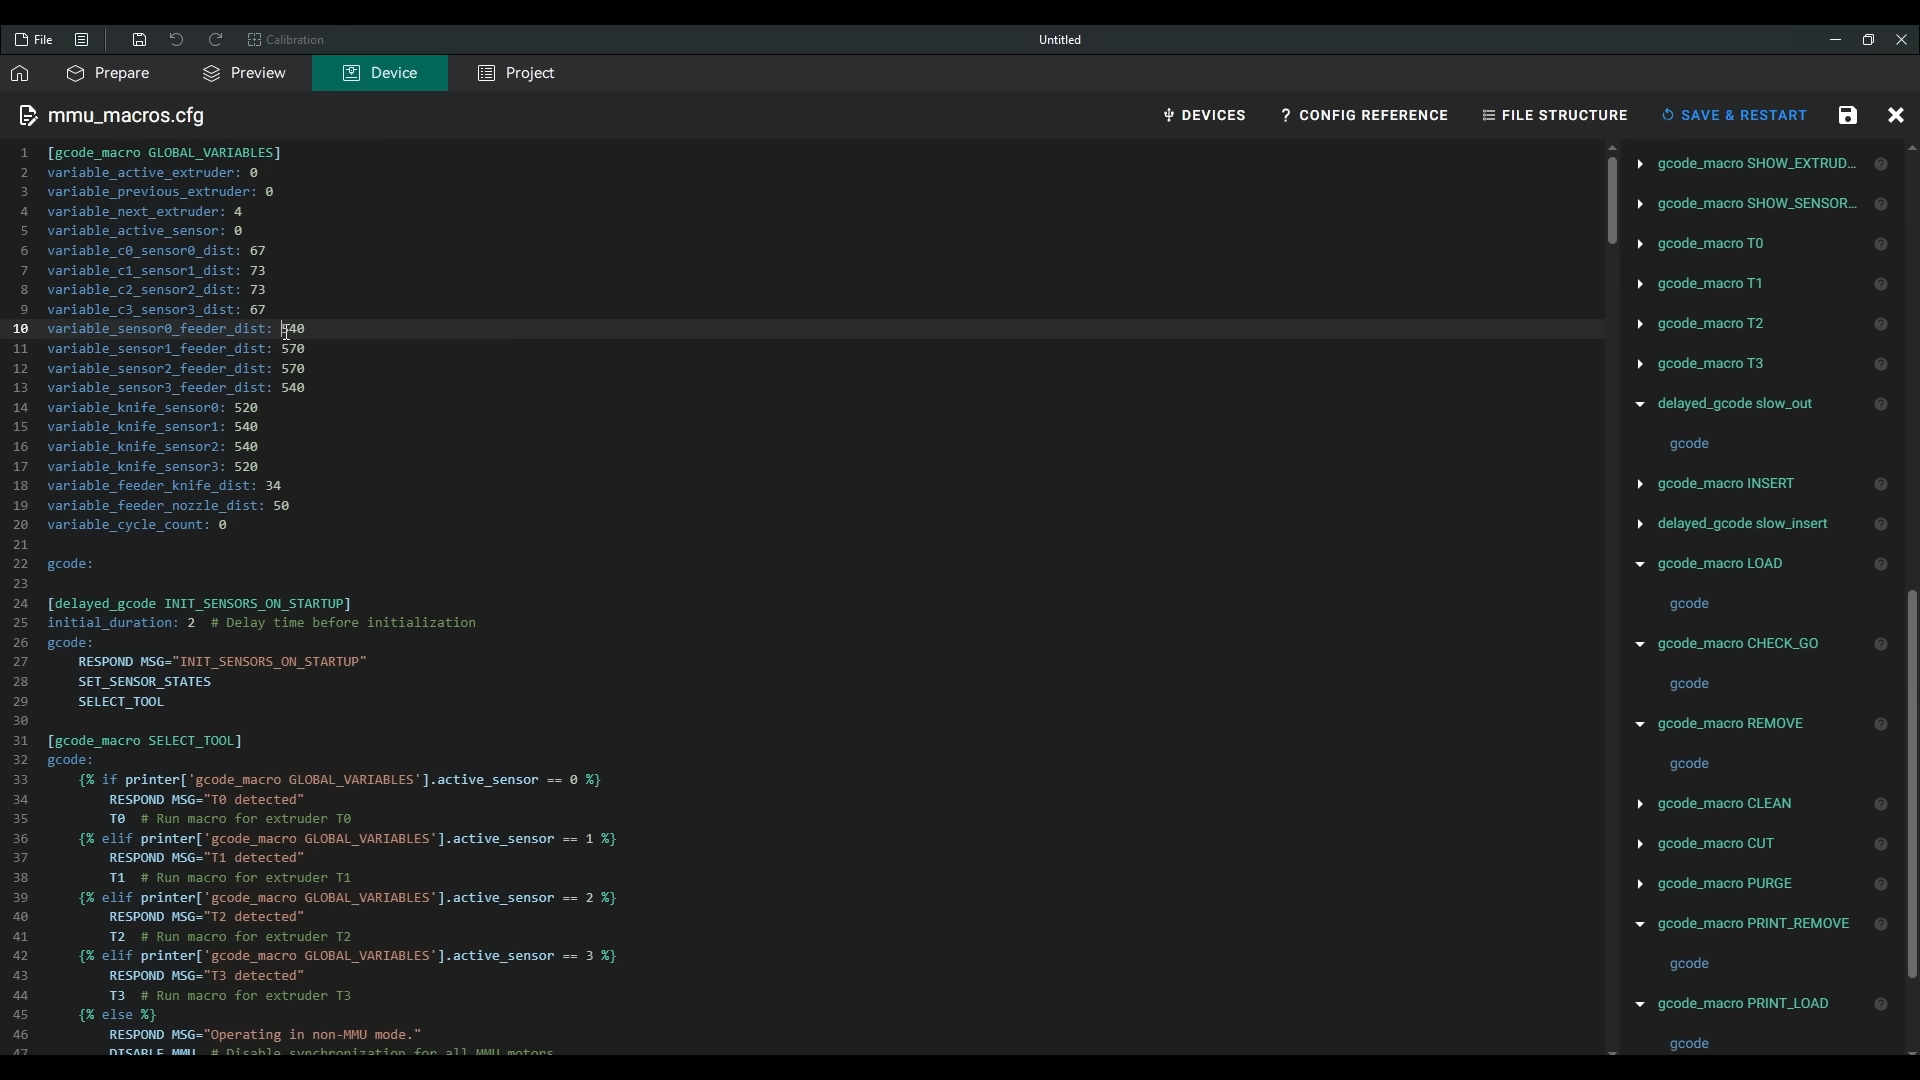 File
Calibration
Untitled
Prepare
Preview
Device
Project
mmu_macros.cfg
DEVICES
? CONFIG REFERENCE
FILE STRUCTURE
SAVE & RESTART
1 [gcode_macro GLOBAL_VARIABLES]
2 variable_active_extruder: 0
3 variable_previous_extruder: 0
4 variable_next_extruder: 4
5 variable_active_sensor: 0
6 variable_c0_sensor0_dist: 67
7 variable_c1_sensor1_dist: 73
8 variable_c2_sensor2_dist: 73
9 variable_c3_sensor3_dist: 67
10 variable_sensor0_feeder_dist: 540
11 variable_sensor1_feeder_dist: 570
12 variable_sensor2_feeder_dist: 570
13 variable_sensor3_feeder_dist: 540
14 variable_knife_sensor0: 520
15 variable_knife_sensor1: 540
16 variable_knife_sensor2: 540
17 variable_knife_sensor3: 520
18 variable_feeder_knife_dist: 34
19 variable_feeder_nozzle_dist: 50
20 variable_cycle_count: 0
21
22 gcode:
23
24 [delayed_gcode INIT_SENSORS_ON_STARTUP]
25 initial_duration: 2 # Delay time before initialization
26 gcode:
27 RESPOND MSG="INIT_SENSORS_ON_STARTUP"
28 SET_SENSOR_STATES
29 SELECT_TOOL
30
31 [gcode_macro SELECT_TOOL]
32 gcode:
33 {% if printer['gcode_macro GLOBAL_VARIABLES'].active_sensor == 0 %}
34 RESPOND MSG="T0 detected"
35 T0 # Run macro for extruder T0
36 {% elif printer['gcode_macro GLOBAL_VARIABLES'].active_sensor == 1 %}
37 RESPOND MSG="T1 detected"
38 T1 # Run macro for extruder T1
39 {% elif printer['gcode_macro GLOBAL_VARIABLES'].active_sensor == 2 %}
40 RESPOND MSG="T2 detected"
41 T2 # Run macro for extruder T2
42 {% elif printer['gcode_macro GLOBAL_VARIABLES'].active_sensor == 3 %}
43 RESPOND MSG="T3 detected"
44 T3 # Run macro for extruder T3
45 {% else %}
46 RESPOND MSG="Operating in non-MMU mode."
47 DISABLE_MMU # Disable synchronization for all MMU motors
gcode_macro SHOW_EXTRUD... ?
gcode_macro SHOW_SENSOR... ?
gcode_macro T0 ?
gcode_macro T1 ?
gcode_macro T2 ?
gcode_macro T3 ?
delayed_gcode slow_out ?
gcode
gcode_macro INSERT ?
delayed_gcode slow_insert ?
gcode_macro LOAD ?
gcode
gcode_macro CHECK_GO ?
gcode
gcode_macro REMOVE ?
gcode
gcode_macro CLEAN ?
gcode_macro CUT ?
gcode_macro PURGE ?
gcode_macro PRINT_REMOVE ?
gcode
gcode_macro PRINT_LOAD ?
gcode